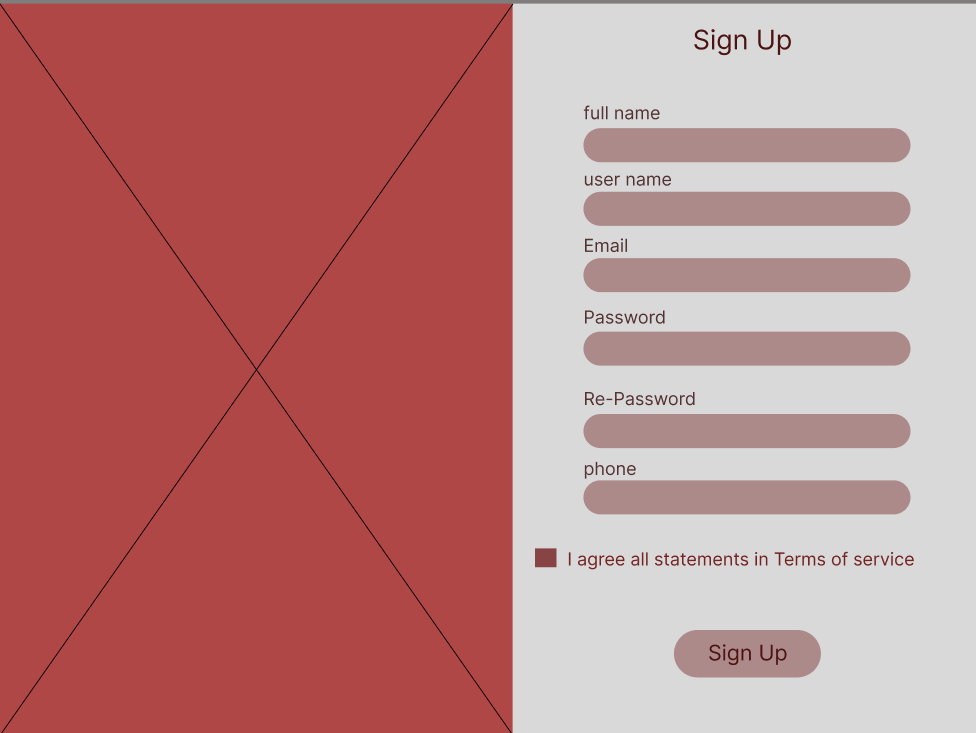 Sign Up
full name
user name
Email
Password
Re-Password
phone
I agree all statements in Terms of service
Sign Up